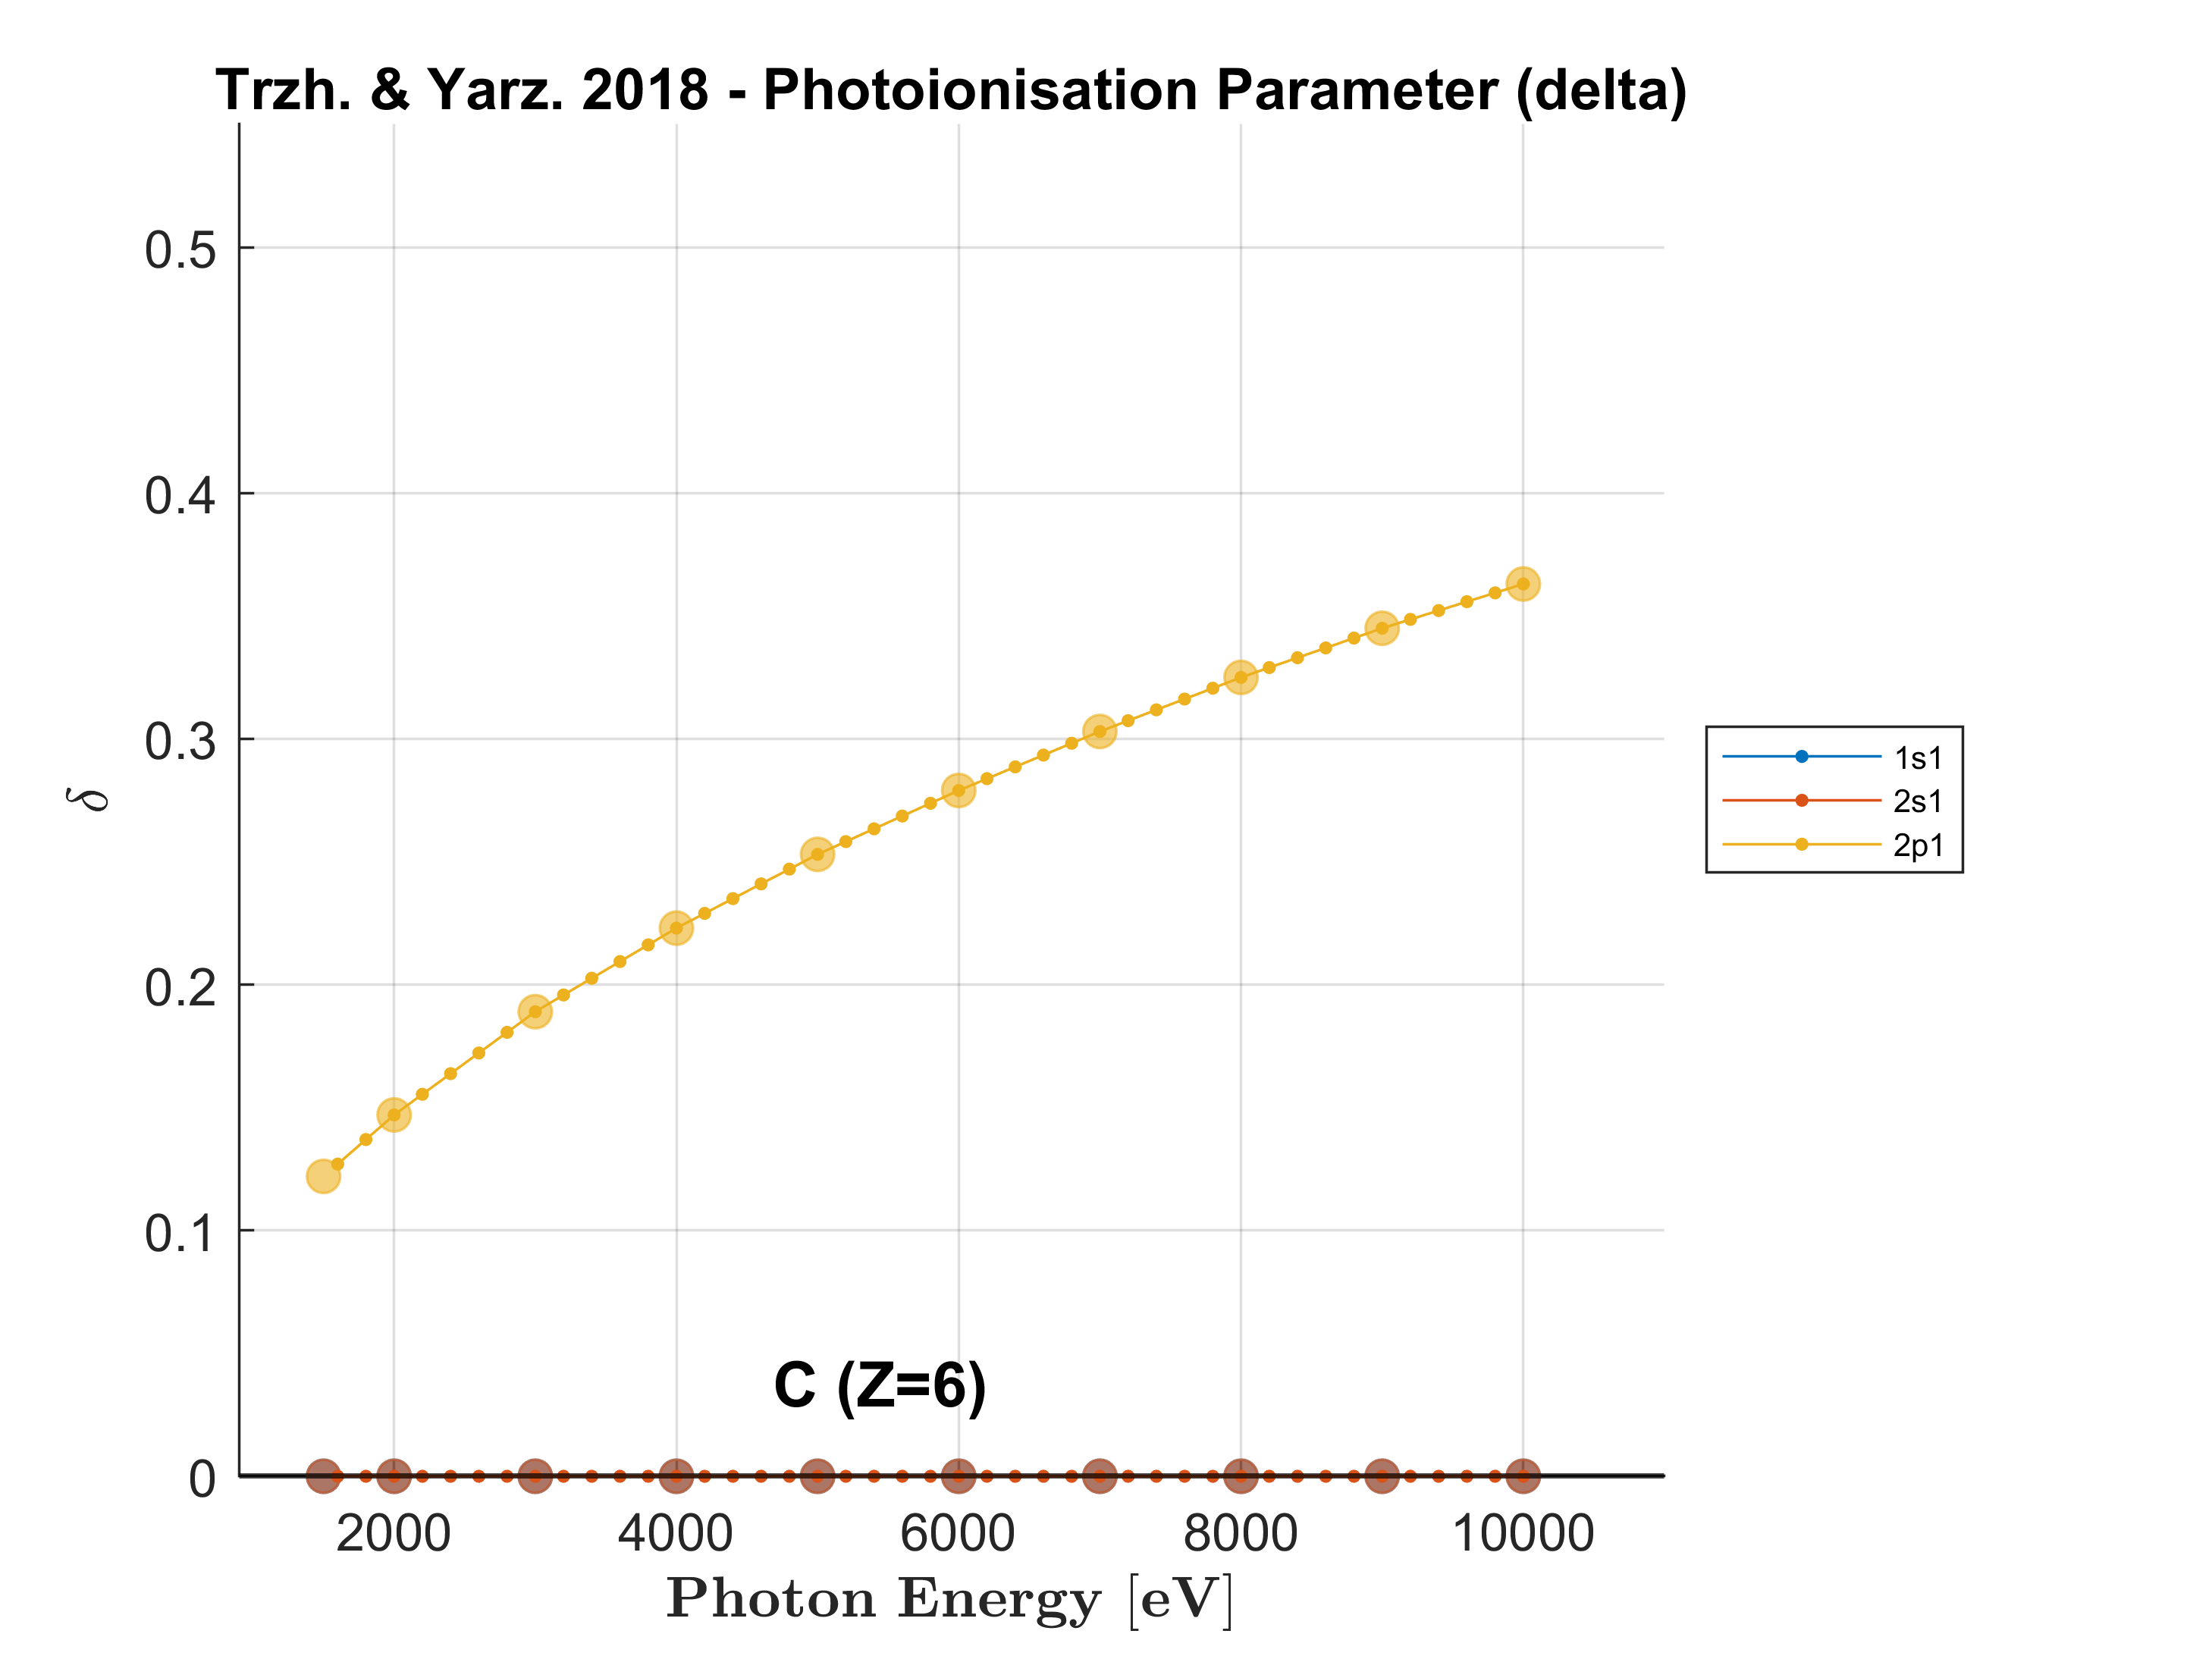 Trzh. & Yarz. 2018 - Photoionisation Parameter (delta)
0.5
0.4
0.3
0.2
0.1
0
δ
1s1
2s1
2p1
C (Z=6)
2000 4000 6000 8000 10000
Photon Energy [eV]